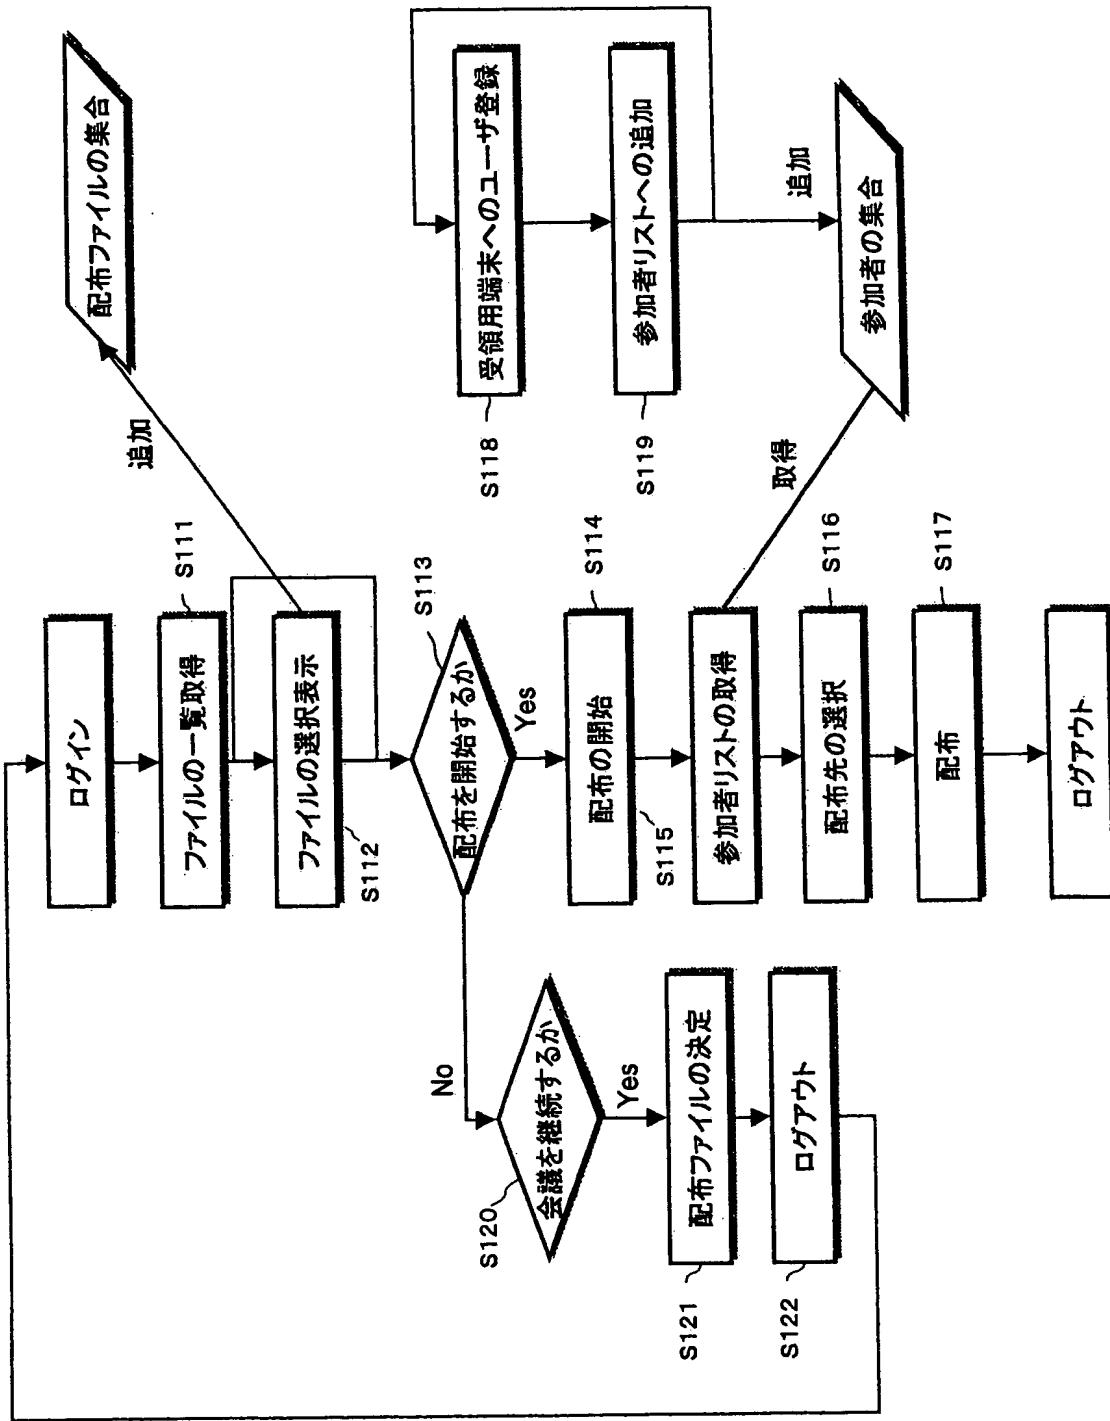 ログイン
ファイルの一覧取得
S111
ファイルの選択表示
S112
追加
配布ファイルの集合
配布を開始するか
S113
Yes
No
配布の開始
S114
参加者リストの取得
S115
取得
配布先の選択
S116
配布
S117
ログアウト
受領用端末へのユーザ登録
S118
参加者リストへの追加
S119
追加
参加者の集合
会議を継続するか
S120
Yes
配布ファイルの決定
S121
ログアウト
S122